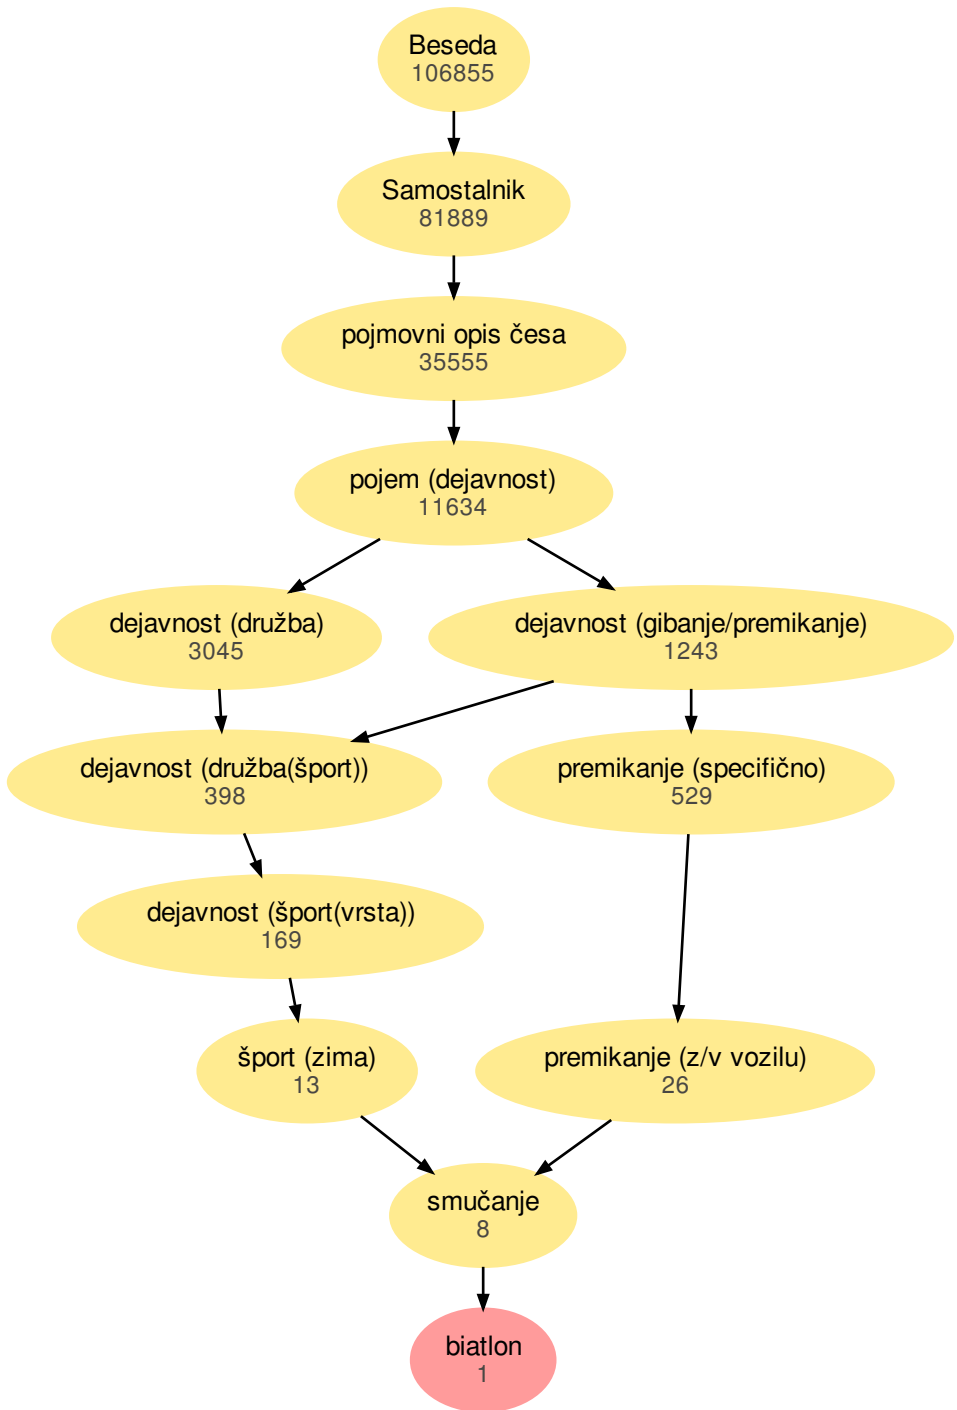 Beseda
106855
Samostalnik
81889
pojmovni opis česa
35555
pojem (dejavnost)
11634
dejavnost (družba)
3045
dejavnost (gibanje/premikanje)
1243
dejavnost (družba(šport))
398
premikanje (specifično)
529
dejavnost (šport(vrsta))
169
šport (zima)
13
premikanje (z/v vozilu)
26
smučanje
8
biatlon
1